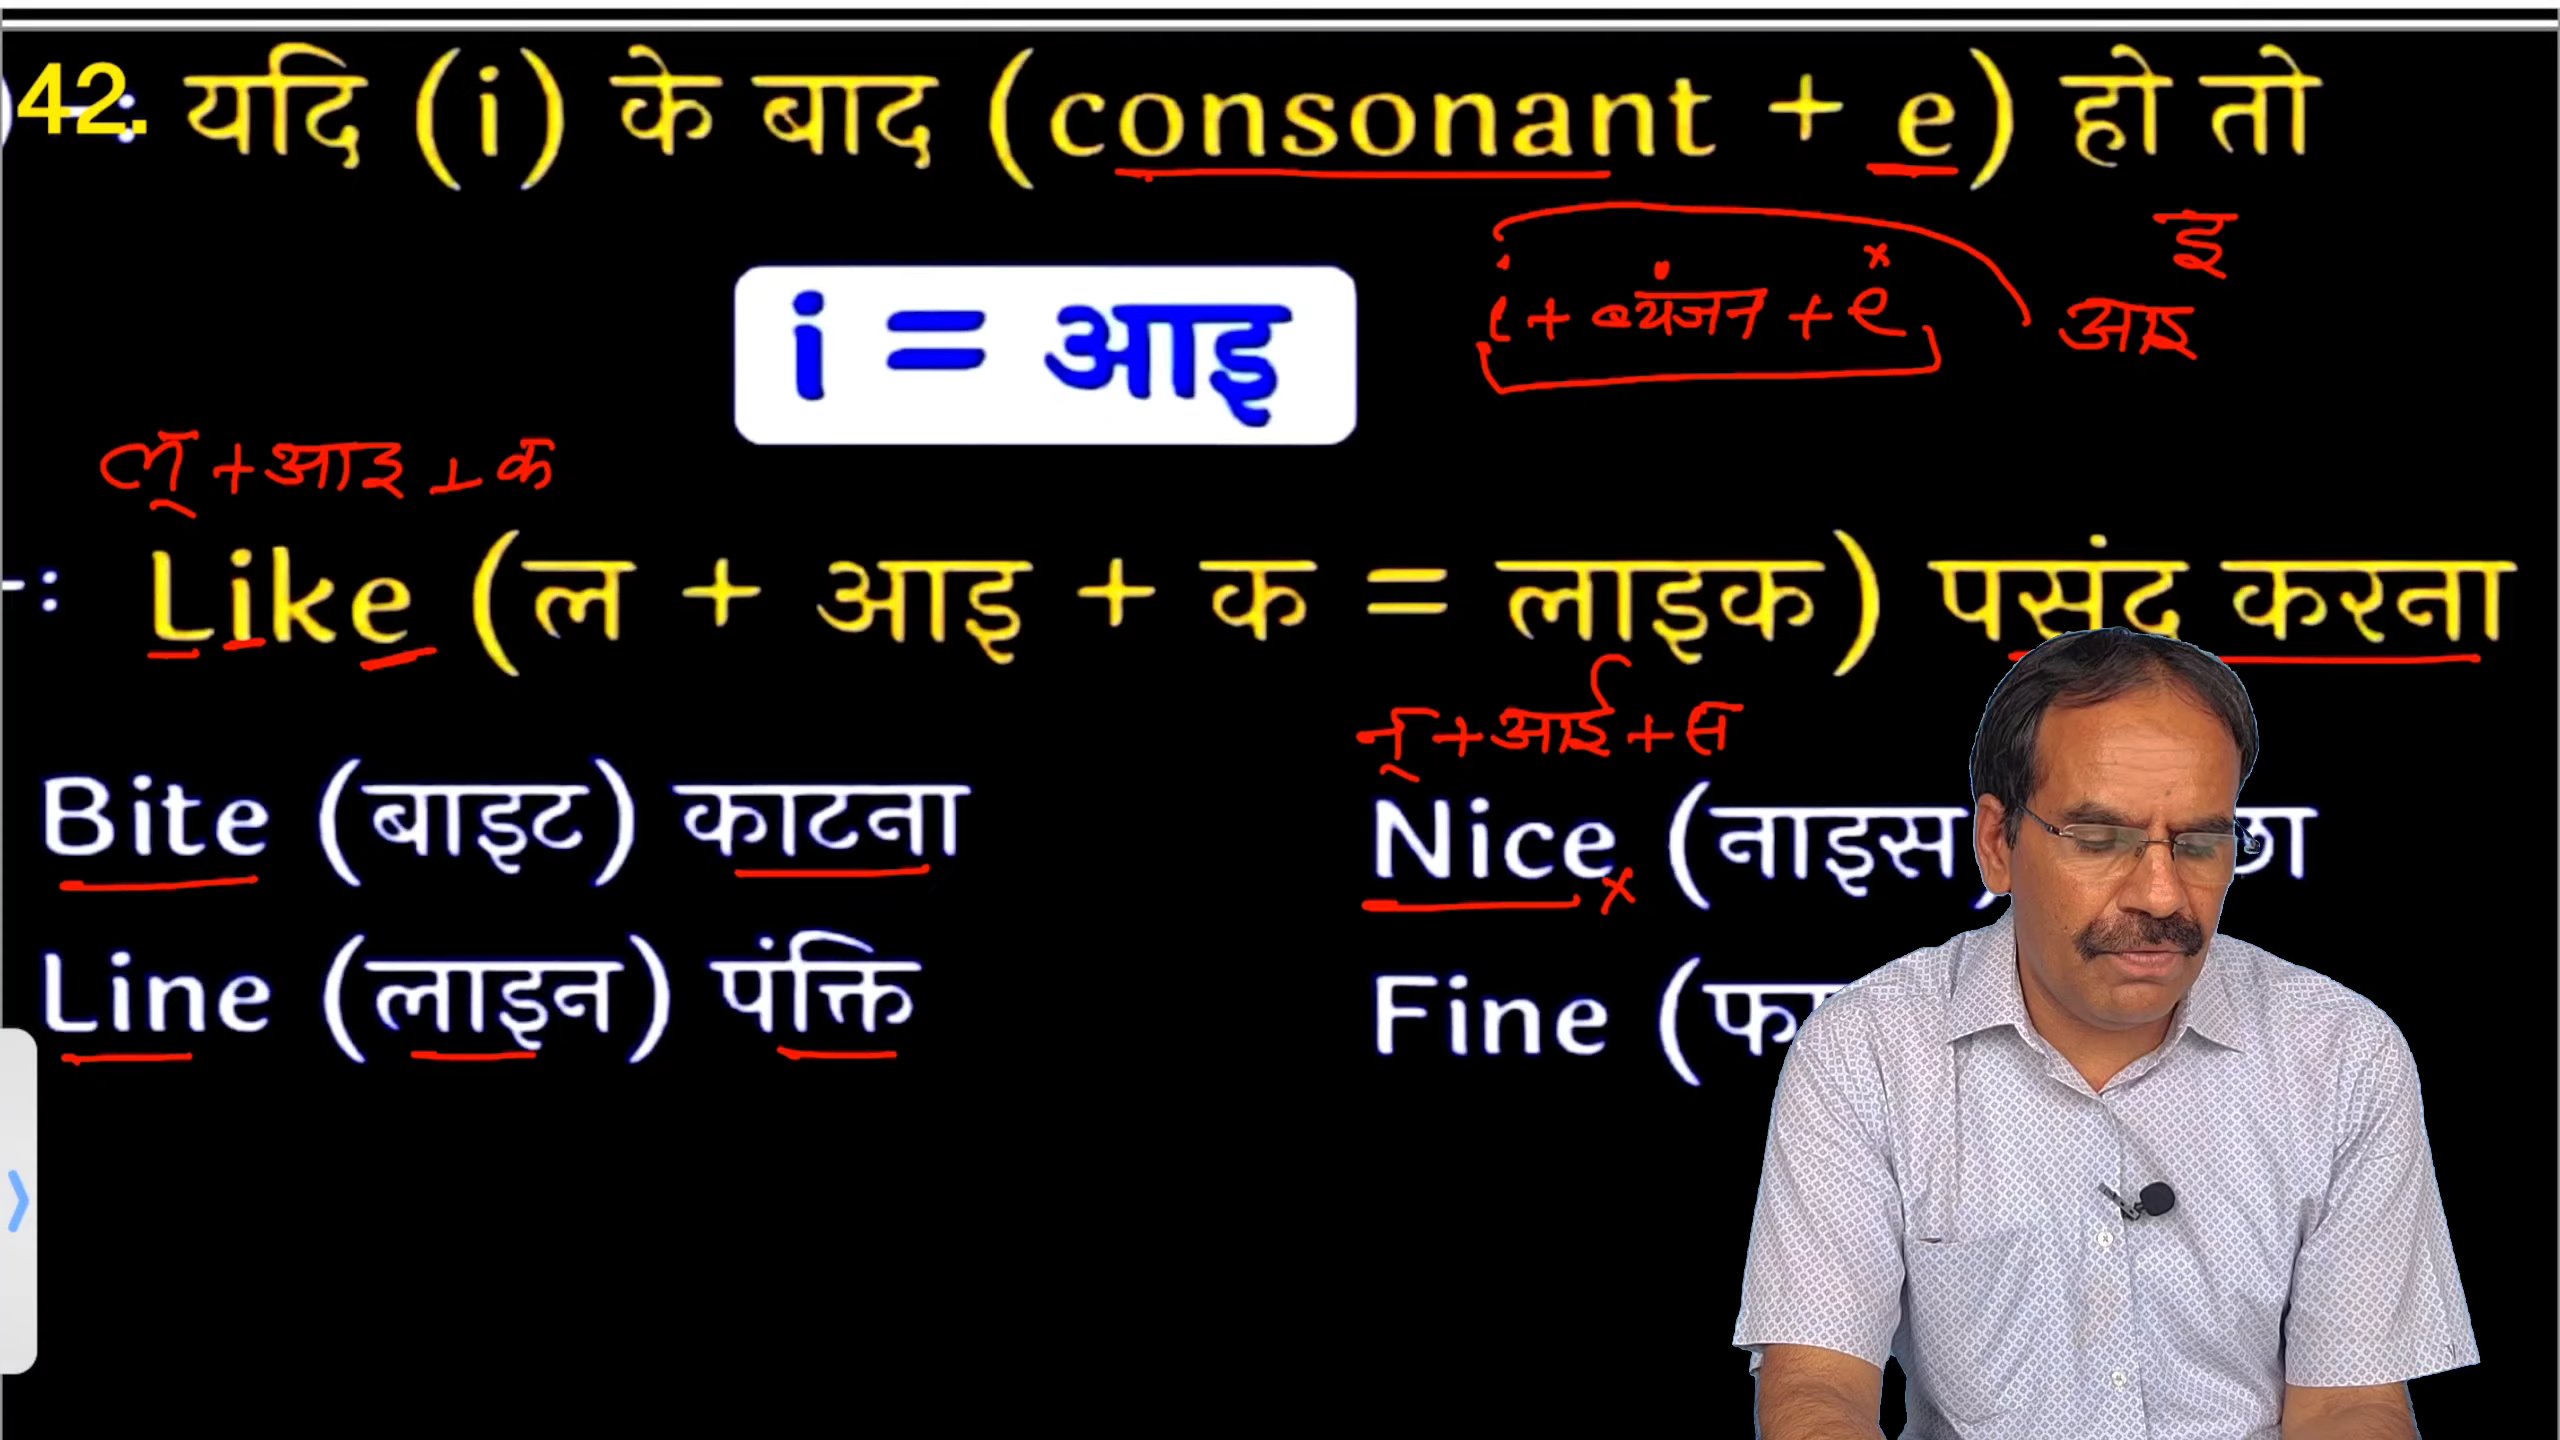 42. यदि (i) के बाद (consonant + e) हो तो
इ
i = आइ
i + व्यंजन + e x आइ
ल् + आइ + क
Like (ल + आइ + क = लाइक) पसंद करना
न् + आई + स
Bite (बाइट) काटना Nice (नाइस) x
Line (लाइन) पंक्ति Fine